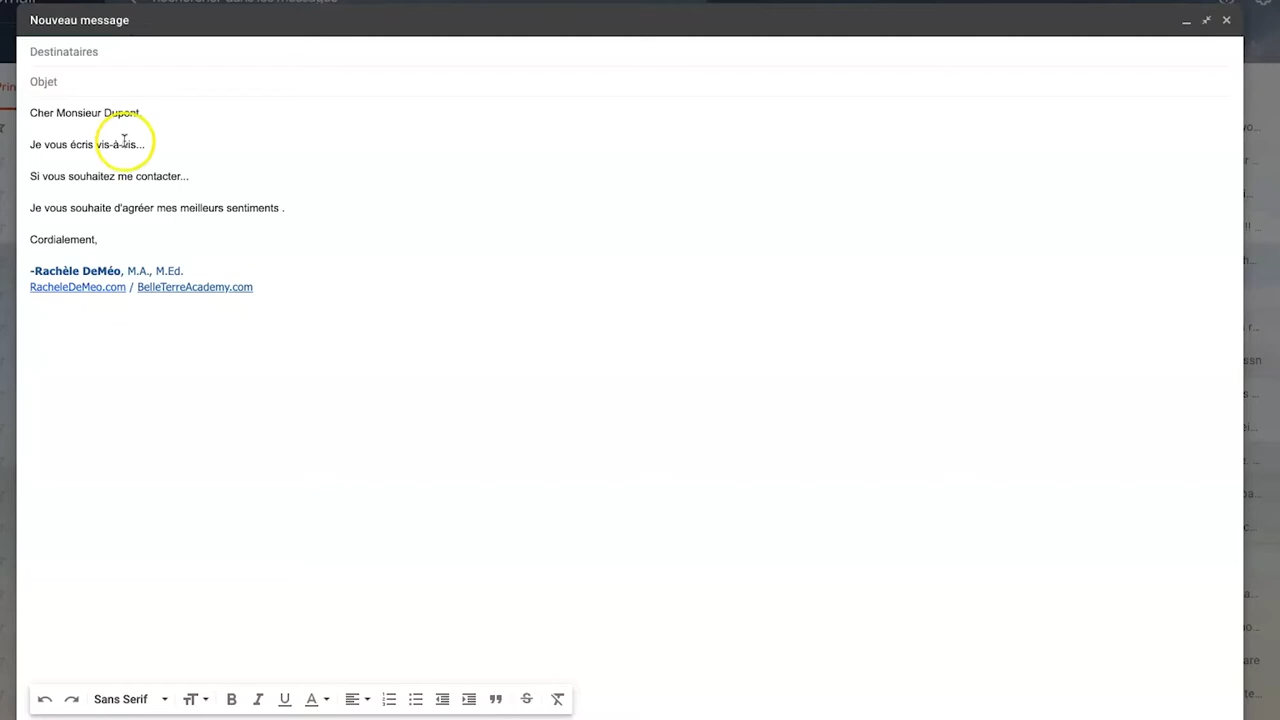 Nouveau message
Destinataires
Objet
Cher Monsieur Dupont,
Je vous écris vis-à-vis...
Si vous souhaitez me contacter...
Je vous souhaite d'agréer mes meilleurs sentiments .
Cordialement,
-Rachèle DeMéo, M.A., M.Ed.
RacheleDeMeo.com / BelleTerreAcademy.com
Sans Serif